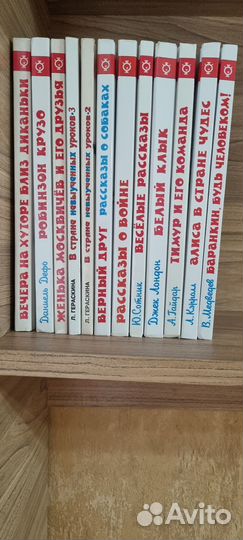 ВЕЧЕРА НА ХУТОРЕ БЛИЗ ДИКАНЬКИ
Даниель Дефо РОБИНЗОН КРУЗО
ЖЕНЬКА МОСКВИЧЕВ И ЕГО ДРУЗЬЯ
Л. ГЕРАСКИНА В СТРАНЕ НЕВЫУЧЕННЫХ УРОКОВ-3
Л. ГЕРАСКИНА В СТРАНЕ НЕВЫУЧЕННЫХ УРОКОВ-2
ВЕРНЫЙ ДРУГ РАССКАЗЫ О СОБАКАХ
РАССКАЗЫ О ВОЙНЕ
Ю. Сотник ВЕСЁЛЫЕ РАССКАЗЫ
Джек Лондон БЕЛЫЙ КЛЫК
А. Гайдар ТИМУР И ЕГО КОМАНДА
Л. Кэрролл АЛИСА В СТРАНЕ ЧУДЕС
В. Медведев БАРАНКИН, БУДЬ ЧЕЛОВЕКОМ!
Avito